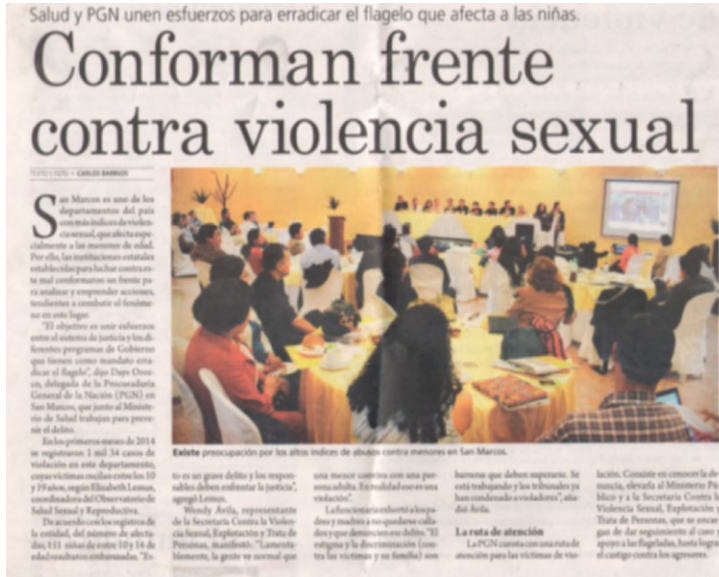 Salud y PGN unen esfuerzos para erradicar el flagelo que afecta a las niñas.
Conforman frente
contra violencia sexual
TEXTO Y FOTO • CARLOS BARRIOS
San Marcos es uno de los
departamentos del país
con más índices de violen-
cia sexual, que afecta espe-
cialmente a las menores de edad.
Por ello, las instituciones estatales
establecidas para luchar contra es-
te mal conformaron un frente pa-
ra analizar y emprender acciones,
tendientes a combatir el fenóme-
no en este lugar.
"El objetivo es unir esfuerzos
entre el sistema de justicia y los di-
ferentes programas de Gobierno
que tienen como mandato erra-
dicar el flagelo", dijo Days Oroz-
co, delegada de la Procuraduría
General de la Nación (PGN) en
San Marcos, que junto al Ministe-
rio de Salud trabajan para preve-
nir el delito.
En los primeros meses de 2014
se registraron 1 mil 34 casos de
violación en este departamento,
cuyas víctimas oscilan entre los 10
y 19 años, según Elizabeth Lemus,
coordinadora del Observatorio de
Salud Sexual y Reproductiva.
De acuerdo con los registros de
la entidad, del número de afecta-
das, 111 niñas de entre 10 y 14 de
edad resultaron embarazadas. "Es-
Existe preocupación por los altos índices de abusos contra menores en San Marcos.
to es un grave delito y los respon-
sables deben enfrentar la justicia",
agregó Lemus.
Wendy Ávila, representante
de la Secretaría Contra la Violen-
cia Sexual, Explotación y Trata de
Personas, manifestó: "Lamenta-
blemente, la gente ve normal que
una menor conviva con una per-
sona adulta. En realidad eso es una
violación".
La funcionaria exhortó a los pa-
dres y madres a no quedarse calla-
dos y que denuncien ese delito. "El
estigma y la discriminación (con-
tra las víctimas y su familia) son
barreras que deben superarse. Se
está trabajando y los tribunales ya
han condenado a violadores", aña-
dió Ávila.
La ruta de atención
La PGN cuenta con una ruta de
atención para las víctimas de vio-
lación. Consiste en conocer la de-
nuncia, elevarla al Ministerio Pú-
blico y a la Secretaría Contra la
Violencia Sexual, Explotación y
Trata de Personas, que se encar-
gan de dar seguimiento al caso y
apoyo a las flageladas, hasta lograr
el castigo contra los agresores.